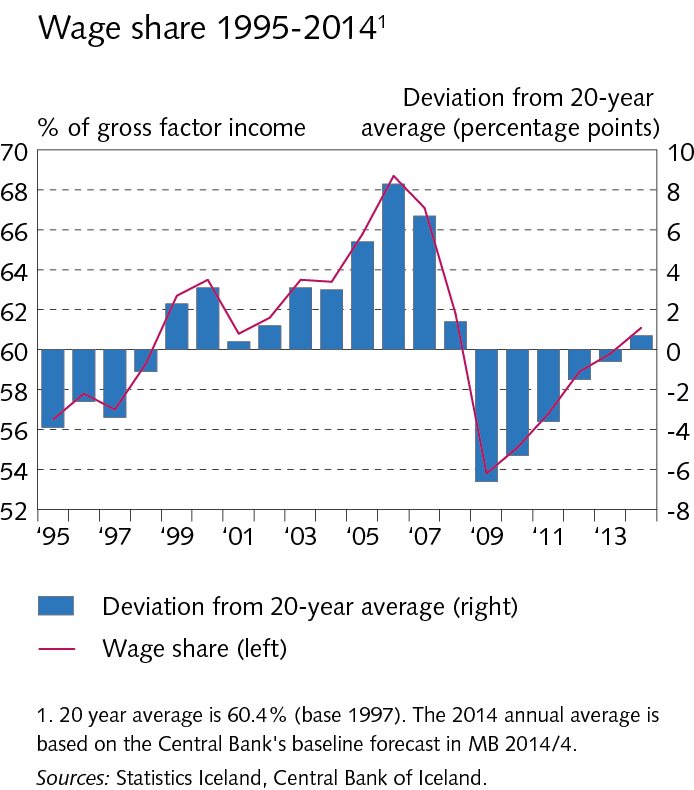 Wage share 1995-2014¹
% of gross factor income
Deviation from 20-year
average (percentage points)
70
68
66
64
62
60
58
56
54
52
10
8
6
4
2
0
-2
-4
-6
-8
‘95 ‘97 ‘99 ‘01 ‘03 ‘05 ‘07 ‘09 ‘11 ‘13
Deviation from 20-year average (right)
Wage share (left)
1. 20 year average is 60.4% (base 1997). The 2014 annual average is
based on the Central Bank's baseline forecast in MB 2014/4.
Sources: Statistics Iceland, Central Bank of Iceland.